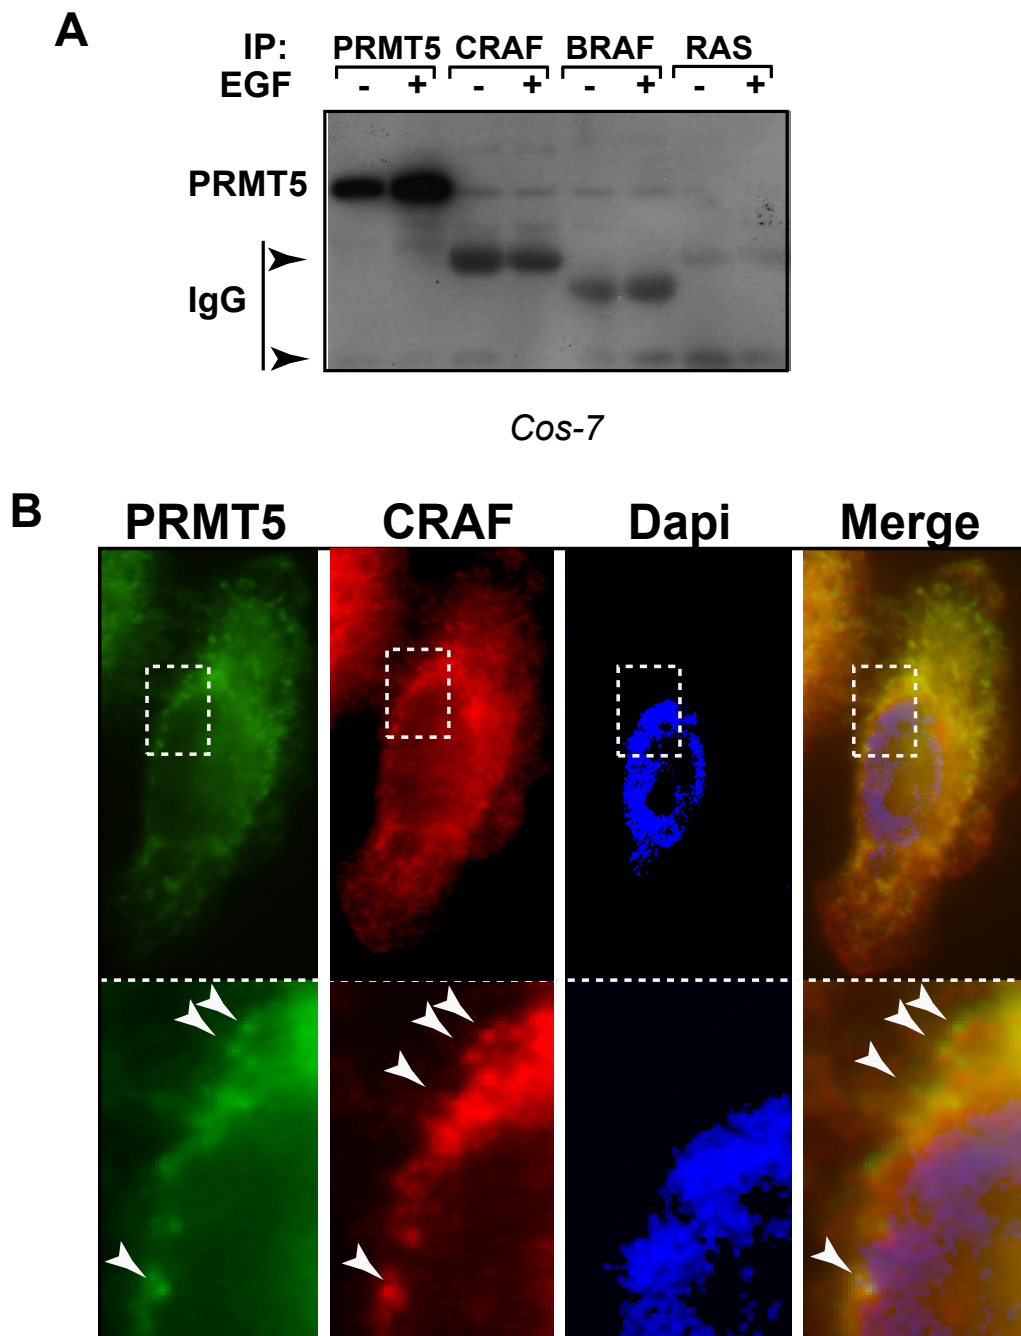 A
IP: PRMT5 CRAF BRAF RAS
EGF - + - + - + - +
PRMT5
IgG
Cos-7
B
PRMT5 CRAF Dapi Merge